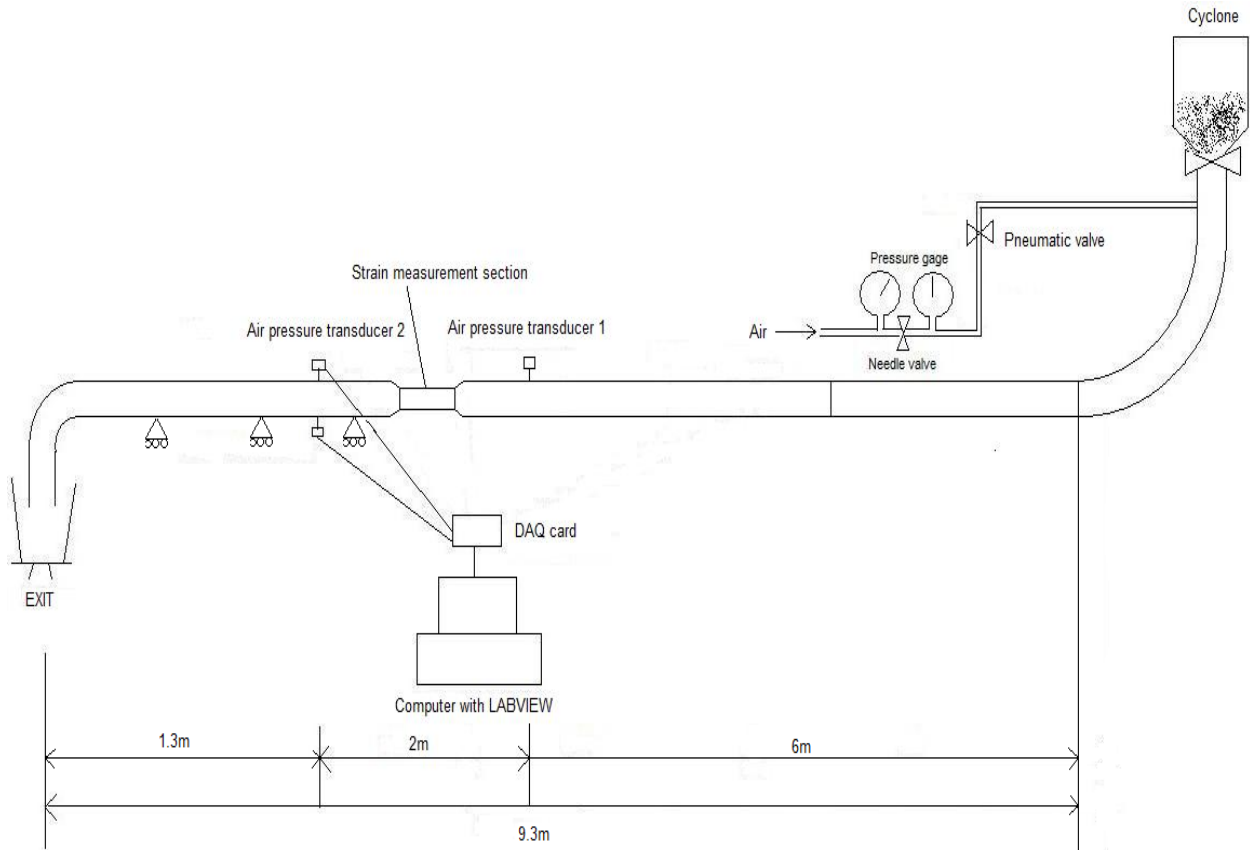 Cyclone
Pneumatic valve
Pressure gage
Strain measurement section
Air pressure transducer 2
Air pressure transducer 1
Air
Needle valve
DAQ card
EXIT
Computer with LABVIEW
1.3m
2m
6m
9.3m